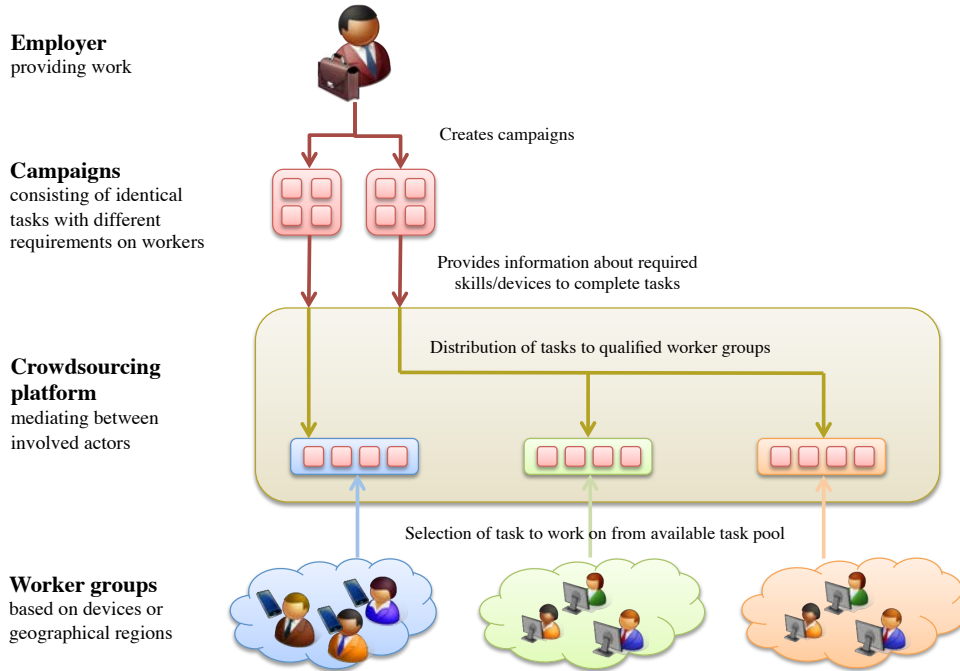 Employer
providing work
Creates campaigns
Campaigns
consisting of identical
tasks with different
requirements on workers
Provides information about required
skills/devices to complete tasks
Distribution of tasks to qualified worker groups
Crowdsourcing
platform
mediating between
involved actors
Selection of task to work on from available task pool
Worker groups
based on devices or
geographical regions